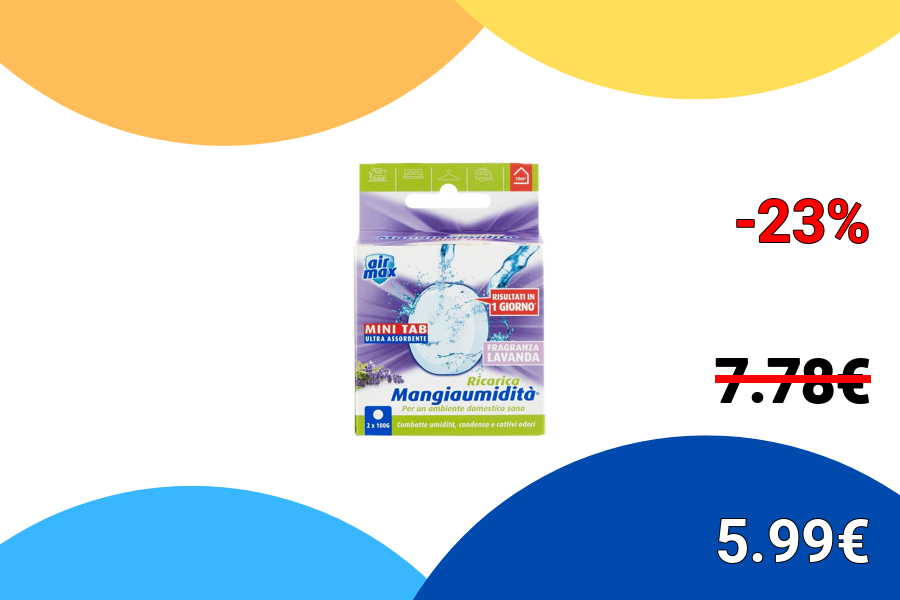 10m²
air
max
RISULTATI IN
1 GIORNO
MINI TAB
ULTRA ASSORBENTE
FRAGRANZA
LAVANDA
Ricarica
Mangiaumidità®
Per un ambiente domestico sano
2 x 100G
Combatte umidità, condensa e cattivi odori
-23%
7.78€
5.99€